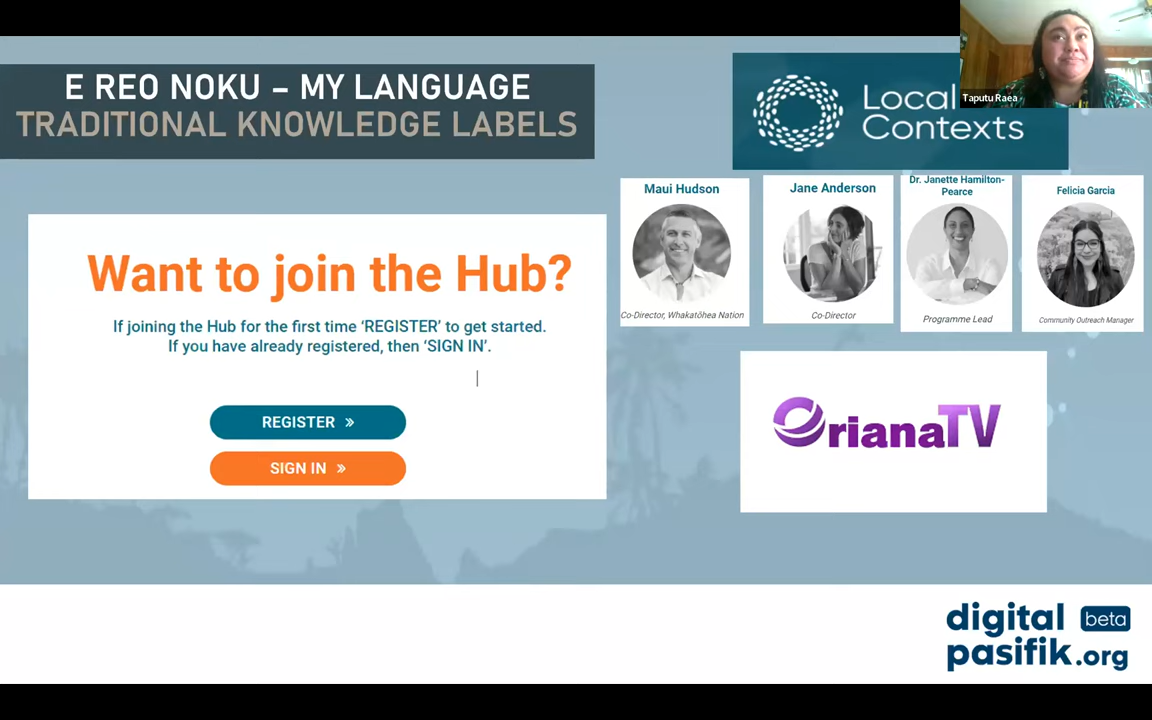 E REO NOKU – MY LANGUAGE
TRADITIONAL KNOWLEDGE LABELS
Local
Contexts
Taputu Raea
Maui Hudson
Co-Director, Whakatōhea Nation
Jane Anderson
Co-Director
Dr. Janette Hamilton-
Pearce
Programme Lead
Felicia Garcia
Community Outreach Manager
Want to join the Hub?
If joining the Hub for the first time ‘REGISTER’ to get started.
If you have already registered, then ‘SIGN IN’.
REGISTER »
SIGN IN »
OrianaTV
digital beta
pasifik.org